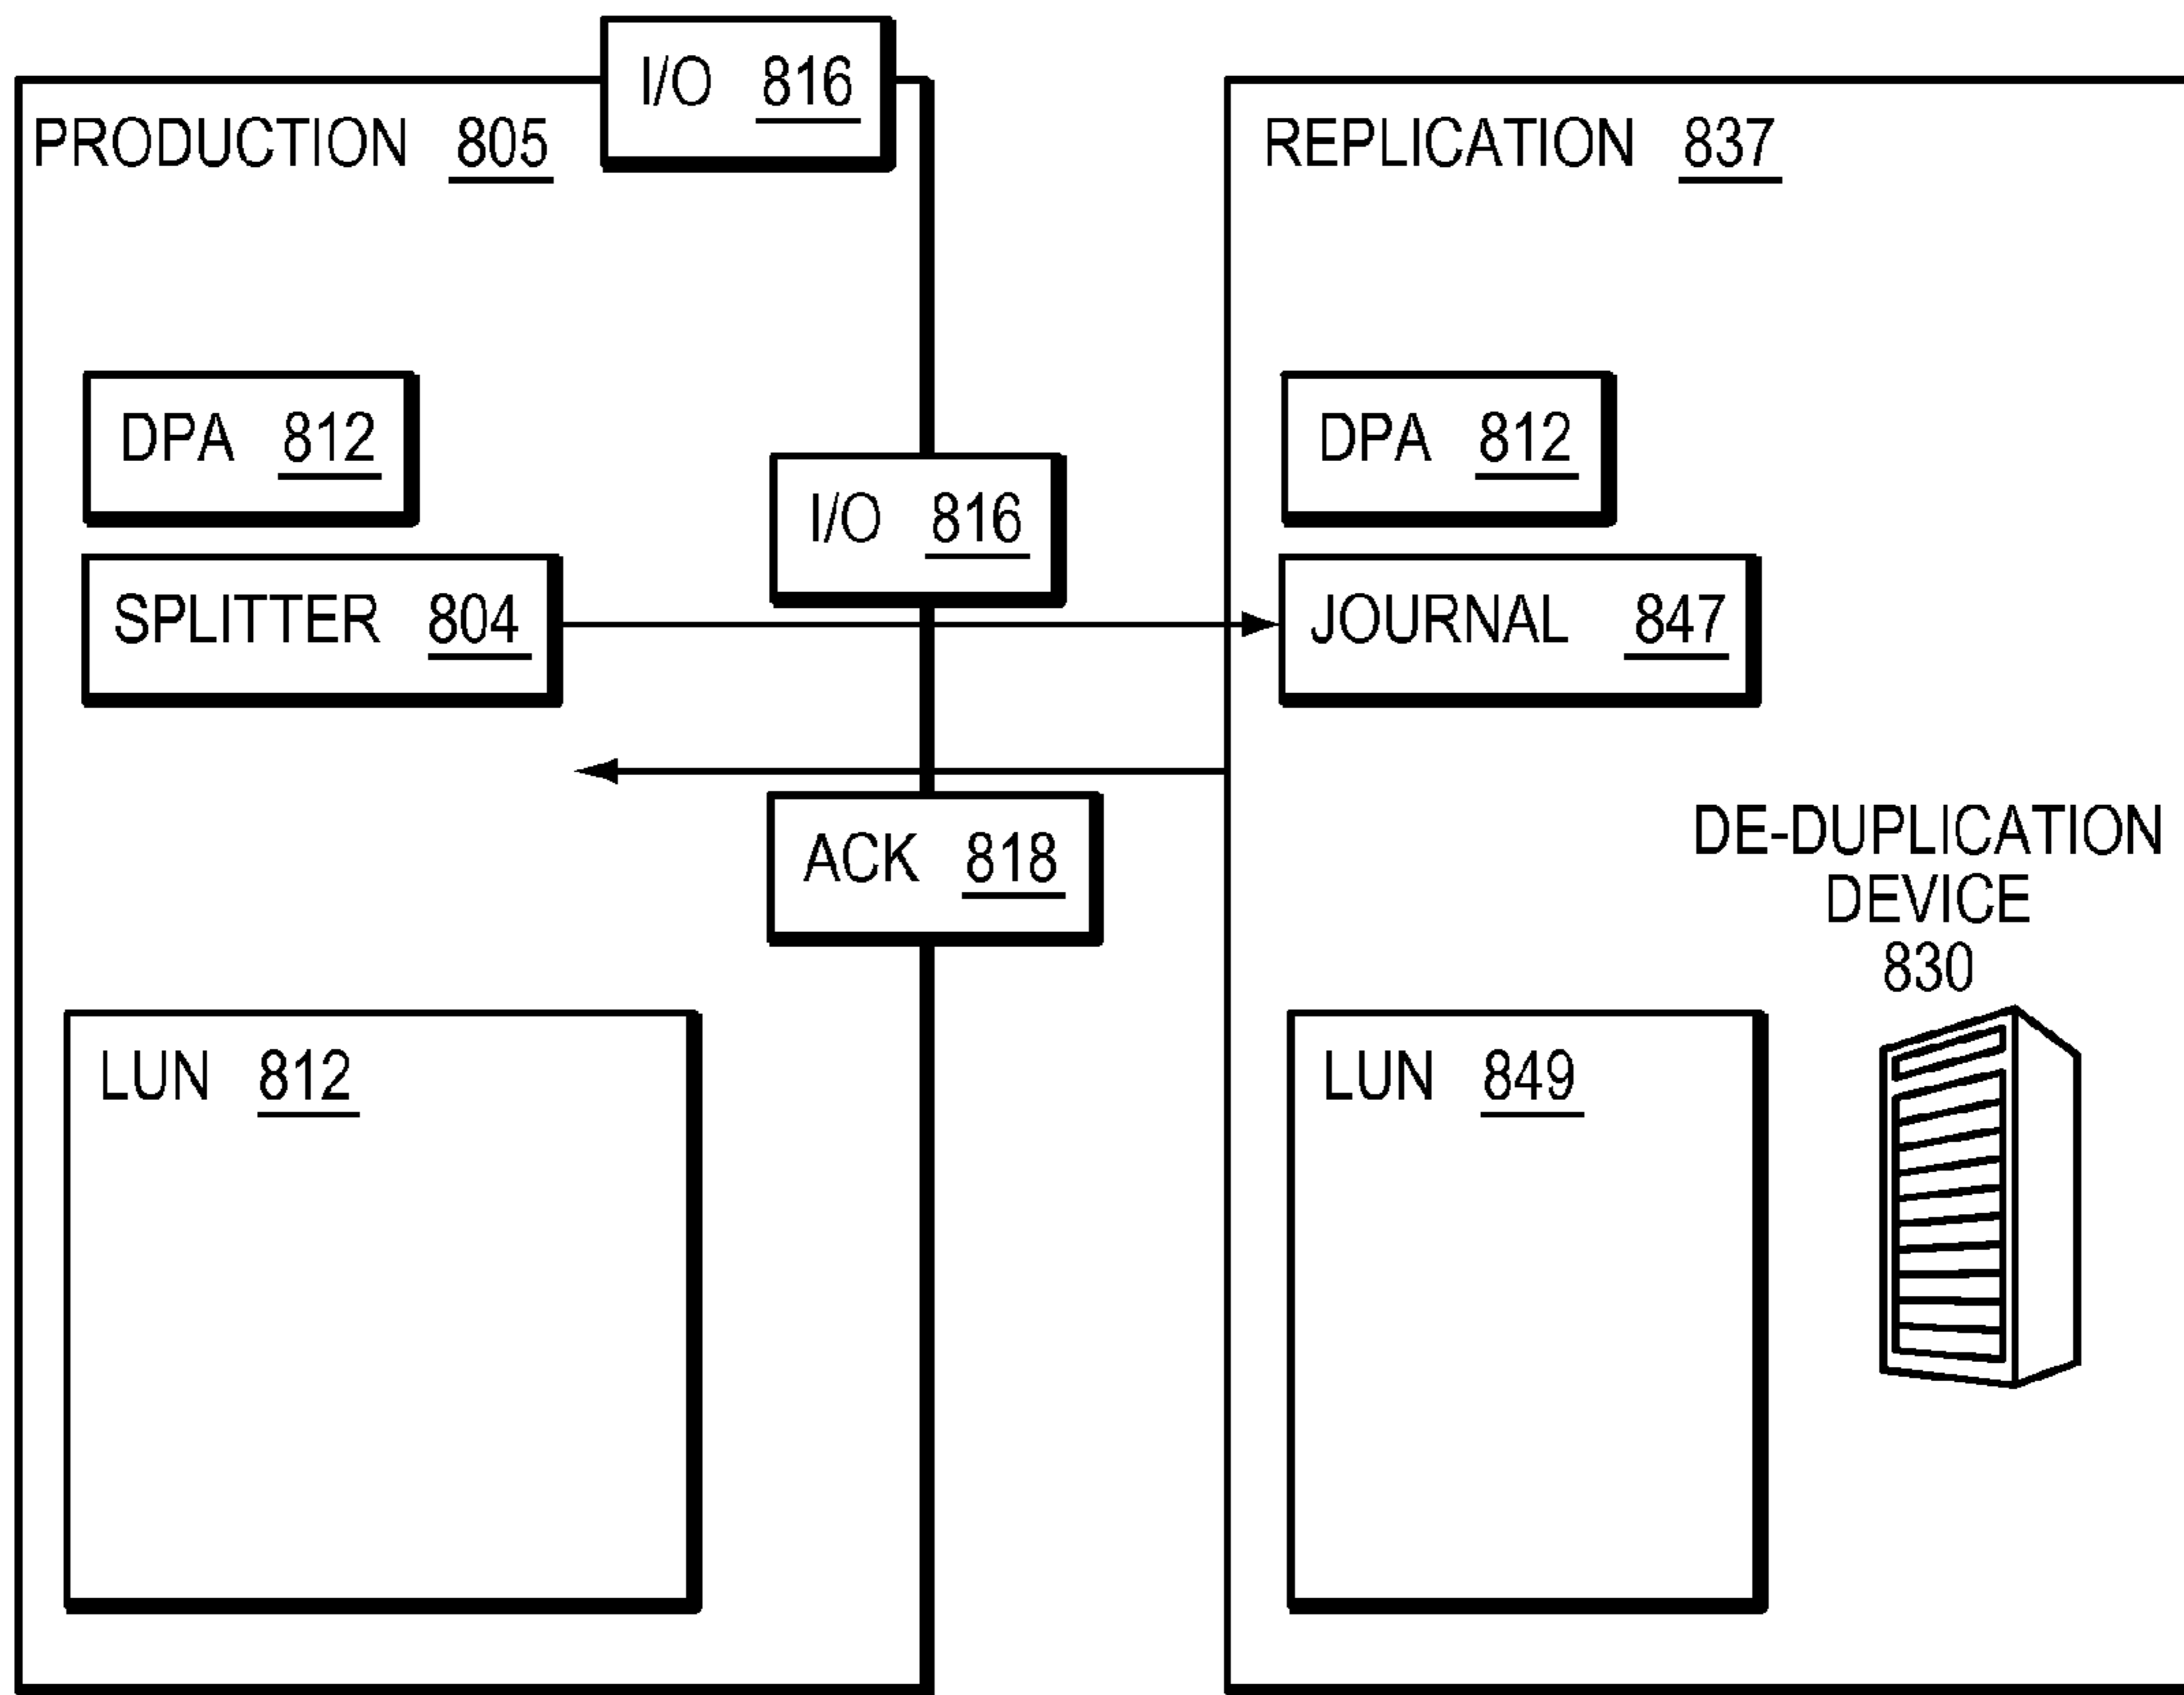 I/O 816
PRODUCTION 805
REPLICATION 837
DPA 812
DPA 812
I/O 816
SPLITTER 804
JOURNAL 847
ACK 818
DE-DUPLICATION
DEVICE
830
LUN 812
LUN 849